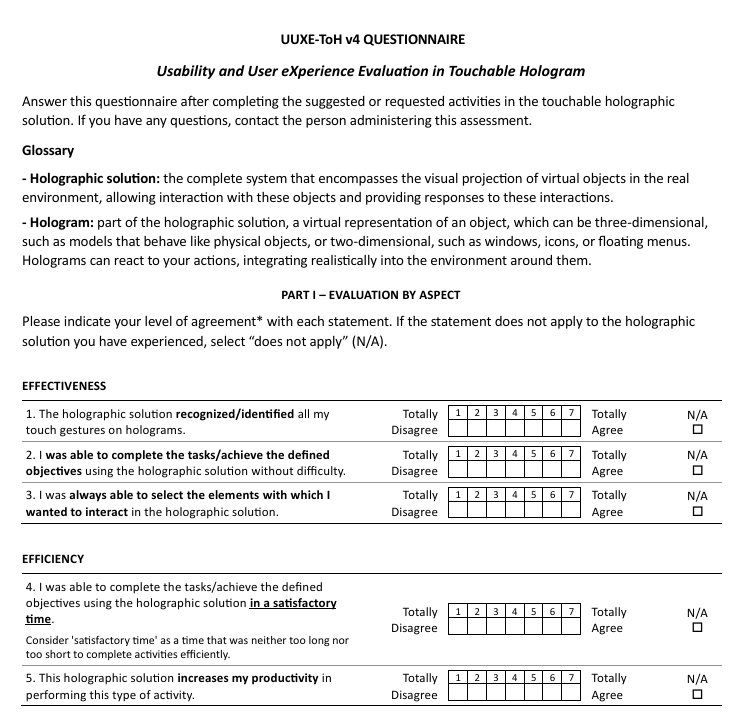 UUXE-ToH v4 QUESTIONNAIRE
Usability and User eXperience Evaluation in Touchable Hologram
Answer this questionnaire after completing the suggested or requested activities in the touchable holographic
solution. If you have any questions, contact the person administering this assessment.
Glossary
- Holographic solution: the complete system that encompasses the visual projection of virtual objects in the real
environment, allowing interaction with these objects and providing responses to these interactions.
- Hologram: part of the holographic solution, a virtual representation of an object, which can be three-dimensional,
such as models that behave like physical objects, or two-dimensional, such as windows, icons, or floating menus.
Holograms can react to your actions, integrating realistically into the environment around them.
PART I – EVALUATION BY ASPECT
Please indicate your level of agreement* with each statement. If the statement does not apply to the holographic
solution you have experienced, select “does not apply” (N/A).
EFFECTIVENESS
1. The holographic solution recognized/identified all my
touch gestures on holograms.
Totally
Disagree
1 2 3 4 5 6 7
Totally
Agree
N/A
☐
2. I was able to complete the tasks/achieve the defined
objectives using the holographic solution without difficulty.
Totally
Disagree
1 2 3 4 5 6 7
Totally
Agree
N/A
☐
3. I was always able to select the elements with which I
wanted to interact in the holographic solution.
Totally
Disagree
1 2 3 4 5 6 7
Totally
Agree
N/A
☐
EFFICIENCY
4. I was able to complete the tasks/achieve the defined
objectives using the holographic solution in a satisfactory
time.
Consider 'satisfactory time' as a time that was neither too long nor
too short to complete activities efficiently.
Totally
Disagree
1 2 3 4 5 6 7
Totally
Agree
N/A
☐
5. This holographic solution increases my productivity in
performing this type of activity.
Totally
Disagree
1 2 3 4 5 6 7
Totally
Agree
N/A
☐